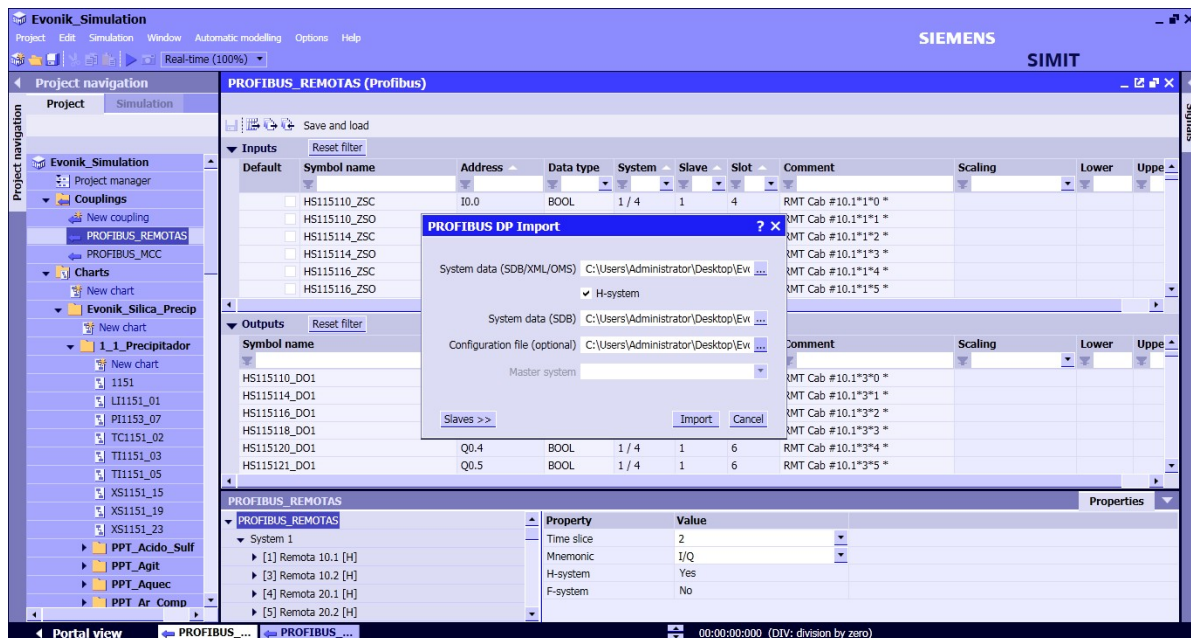 Evonik_Simulation
Project Edit Simulation Window Automatic modelling Options Help
SIEMENS
Real-time (100%)
SIMIT
Project navigation
Project Simulation
Project navigation
Evonik_Simulation
Project manager
Couplings
New coupling
PROFIBUS_REMOTAS
PROFIBUS_MCC
Charts
New chart
Evonik_Silica_Precip
New chart
1_1_Precipitador
New chart
1151
LI1151_01
PI1153_07
TC1151_02
TI1151_03
TI1151_05
XS1151_15
XS1151_19
XS1151_23
PPT_Acido_Sulf
PPT_Agit
PPT_Aquec
PPT_Ar_Comp
PROFIBUS_REMOTAS (Profibus)
Save and load
Inputs Reset filter
Default Symbol name Address Data type System Slave Slot Comment Scaling Lower Uppe
HS115110_ZSC I0.0 BOOL 1 / 4 1 4 RMT Cab #10.1*1*0 *
HS115110_ZSO RMT Cab #10.1*1*1 *
HS115114_ZSC RMT Cab #10.1*1*2 *
HS115114_ZSO RMT Cab #10.1*1*3 *
HS115116_ZSC RMT Cab #10.1*1*4 *
HS115116_ZSO RMT Cab #10.1*1*5 *
Outputs Reset filter
Symbol name Comment Scaling Lower Uppe
HS115110_DO1 RMT Cab #10.1*3*0 *
HS115114_DO1 RMT Cab #10.1*3*1 *
HS115116_DO1 RMT Cab #10.1*3*2 *
HS115118_DO1 RMT Cab #10.1*3*3 *
HS115120_DO1 Q0.4 BOOL 1 / 4 1 6 RMT Cab #10.1*3*4 *
HS115121_DO1 Q0.5 BOOL 1 / 4 1 6 RMT Cab #10.1*3*5 *
PROFIBUS DP Import ? ×
System data (SDB/XML/OMS) C:\Users\Administrator\Desktop\Ev ...
H-system
System data (SDB) C:\Users\Administrator\Desktop\Ev ...
Configuration file (optional) C:\Users\Administrator\Desktop\Ev ...
Master system
Slaves >> Import Cancel
PROFIBUS_REMOTAS Properties
PROFIBUS_REMOTAS
System 1
[1] Remota 10.1 [H]
[3] Remota 10.2 [H]
[4] Remota 20.1 [H]
[5] Remota 20.2 [H]
Property Value
Time slice 2
Mnemonic I/Q
H-system Yes
F-system No
Signals
Portal view PROFIBUS_... PROFIBUS_... 00:00:00:000 (DIV: division by zero)